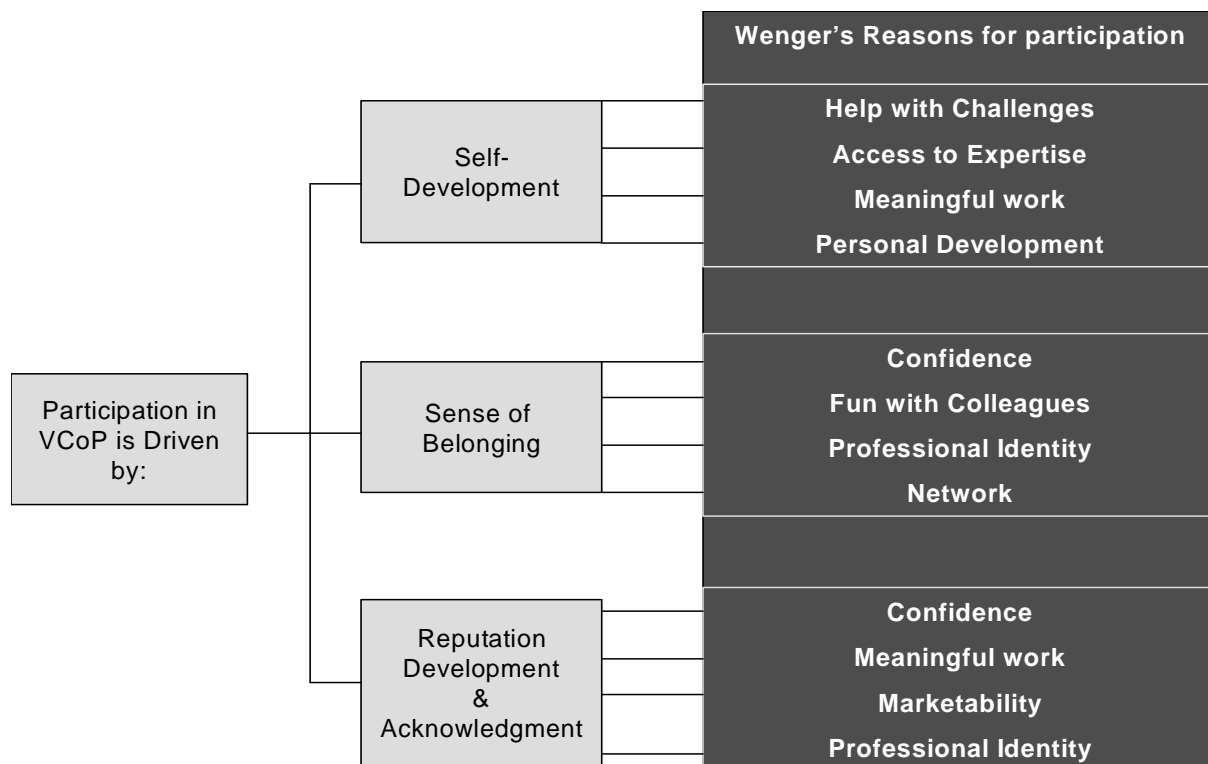 Wenger’s Reasons for participation
Participation in
VCoP is Driven
by:
Self-
Development
Help with Challenges
Access to Expertise
Meaningful work
Personal Development
Sense of
Belonging
Confidence
Fun with Colleagues
Professional Identity
Network
Reputation
Development
&
Acknowledgment
Confidence
Meaningful work
Marketability
Professional Identity